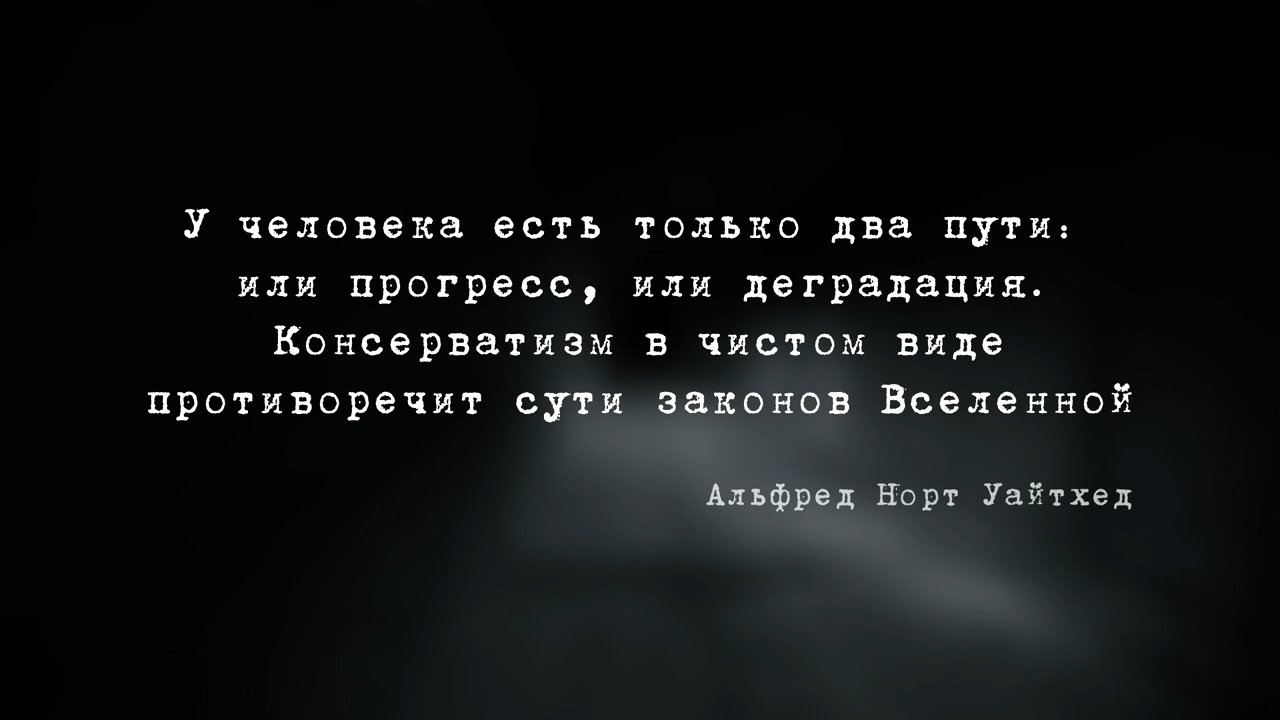 У человека есть только два пути:
или прогресс, или деградация.
Консерватизм в чистом виде
противоречит сути законов Вселенной
Альфред Норт Уайтхед